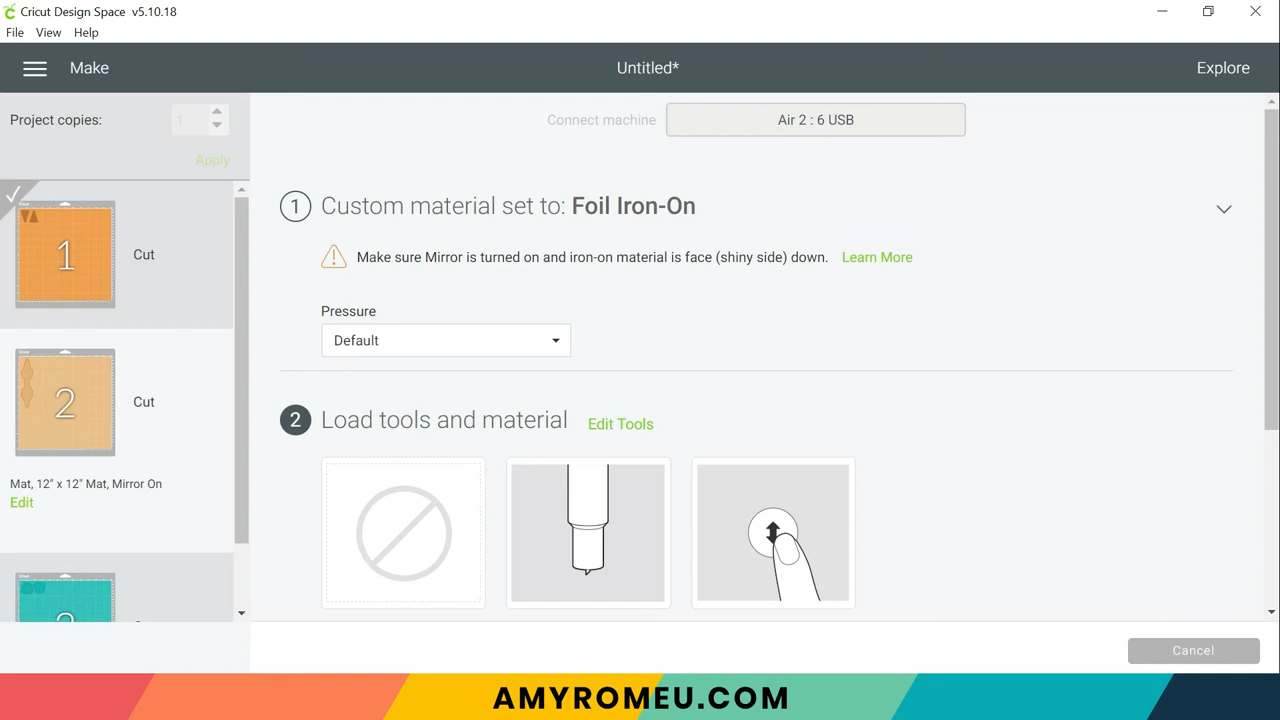 Cricut Design Space v5.10.18
File View Help
Make
Untitled*
Explore
Project copies:
1
Apply
Connect machine
Air 2 : 6 USB
1
Cut
1 Custom material set to: Foil Iron-On
Make sure Mirror is turned on and iron-on material is face (shiny side) down. Learn More
Pressure
Default
2
Cut
Mat, 12" x 12" Mat, Mirror On
Edit
2 Load tools and material Edit Tools
Cancel
AMYROMEU.COM